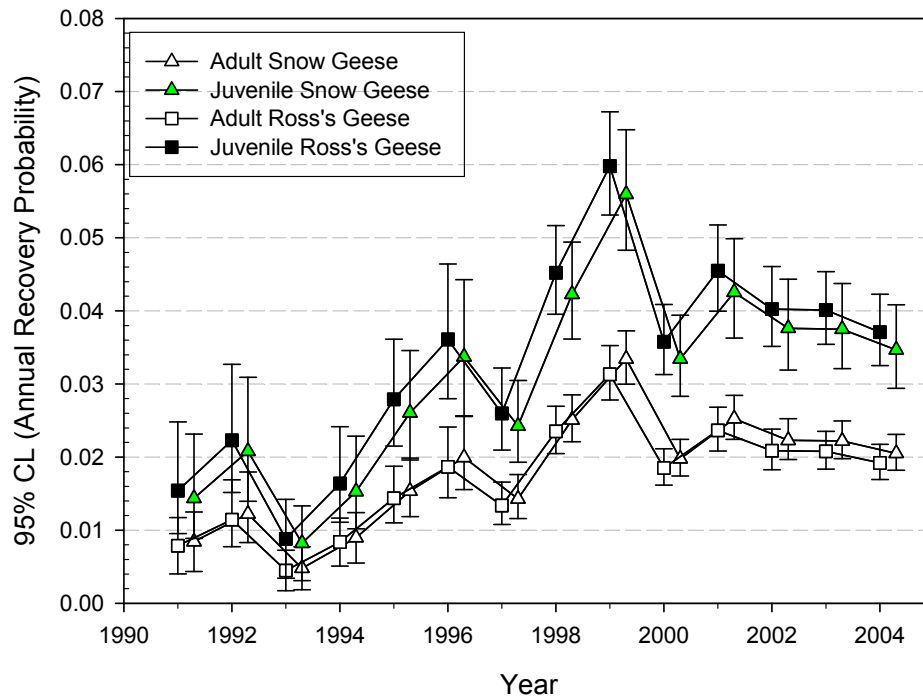 0.08
0.07
0.06
0.05
0.04
0.03
0.02
0.01
0.00
95% CL (Annual Recovery Probability)
Adult Snow Geese
Juvenile Snow Geese
Adult Ross's Geese
Juvenile Ross's Geese
1990 1992 1994 1996 1998 2000 2002 2004
Year